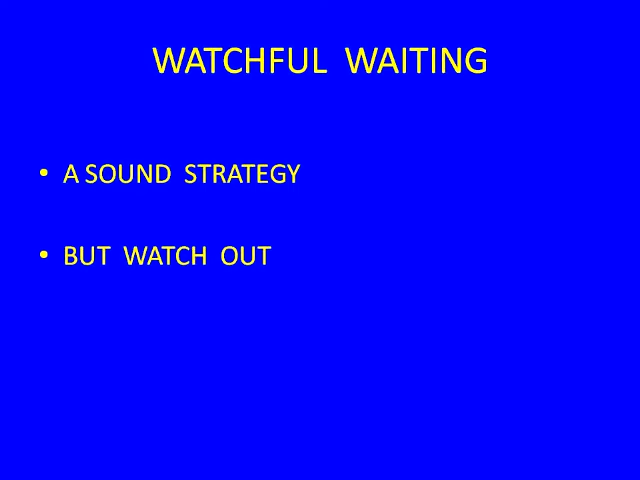 WATCHFUL  WAITING
• A SOUND  STRATEGY
• BUT  WATCH  OUT